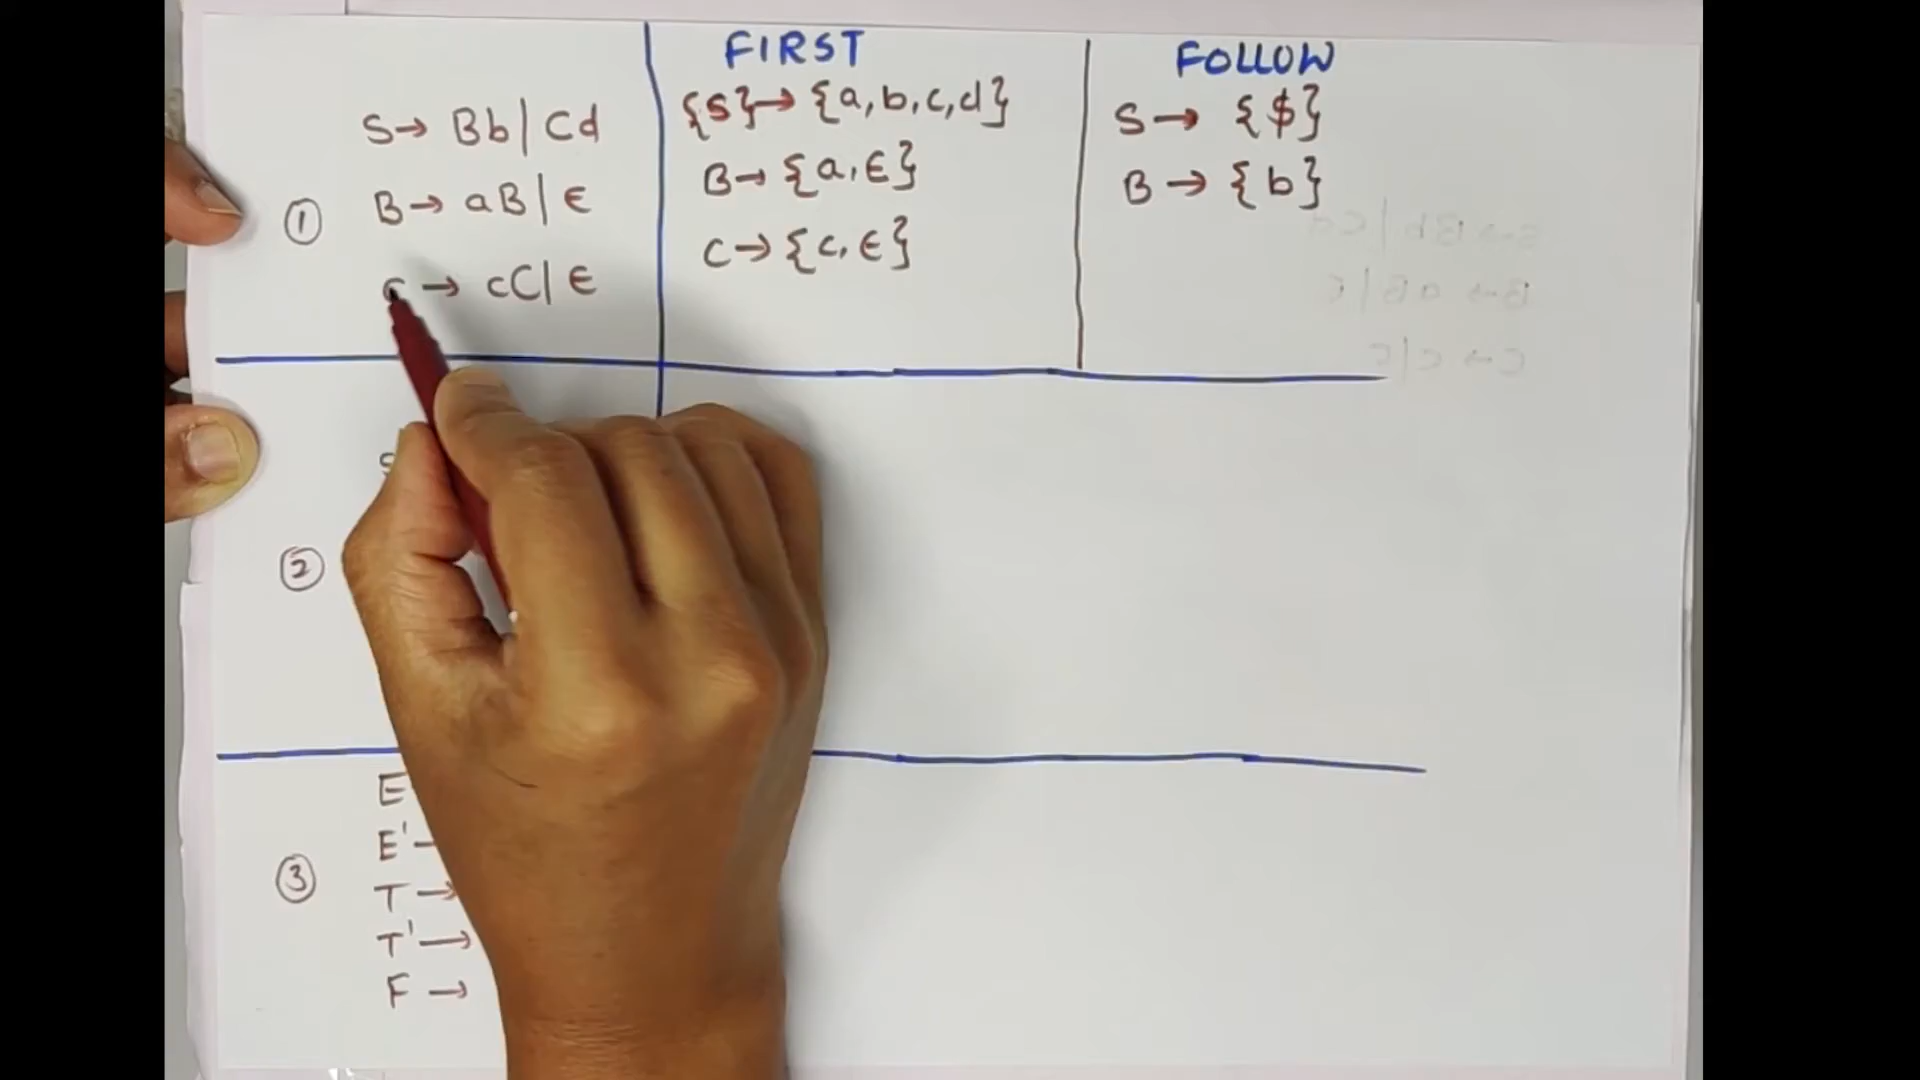 FIRST
FOLLOW
① S → Bb | Cd
B → aB | ϵ
C → cC | ϵ
{S} → {a, b, c, d}
B → {a, ϵ}
C → {c, ϵ}
S → {$}
B → {b}
②
S
③ E
E'
T →
T' →
F →